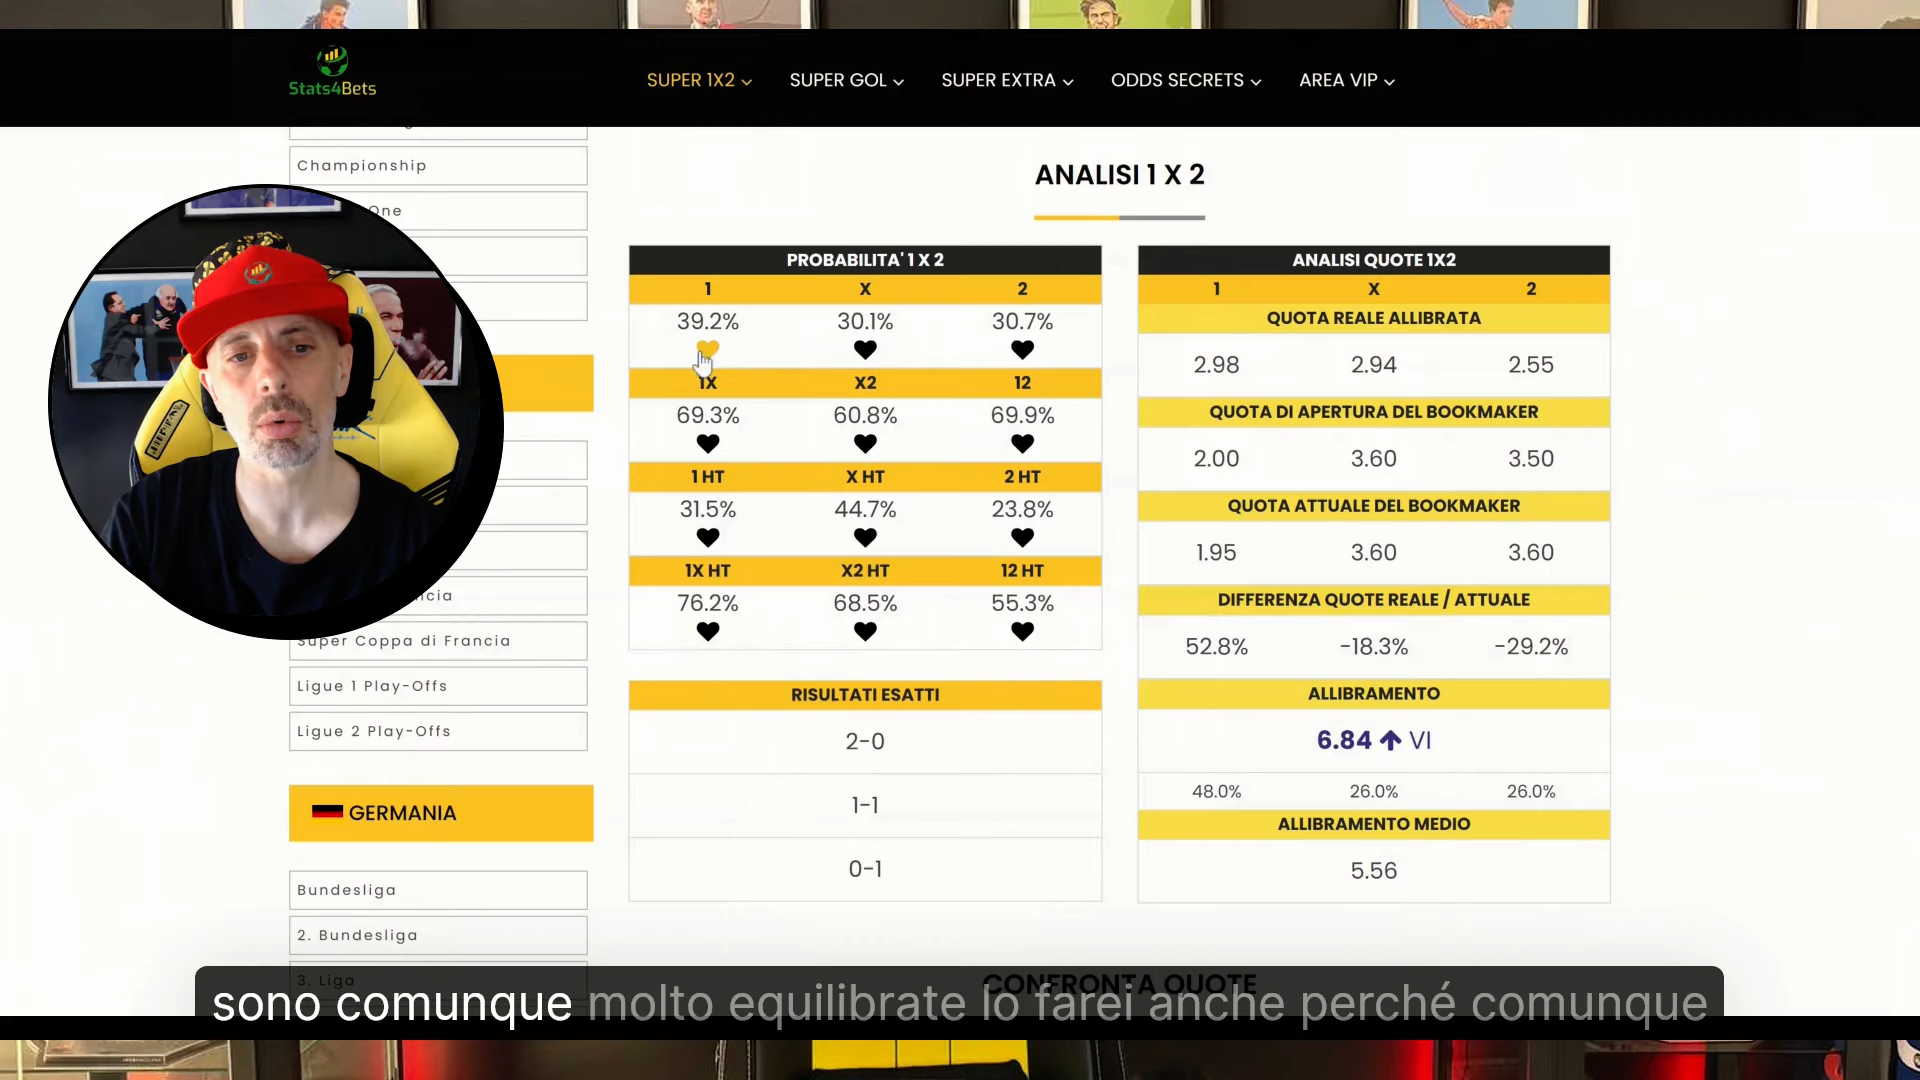 Stats4Bets
SUPER 1X2
SUPER GOL
SUPER EXTRA
ODDS SECRETS
AREA VIP
Championship
One
Super Coppa di Francia
Ligue 1 Play-Offs
Ligue 2 Play-Offs
GERMANIA
Bundesliga
2. Bundesliga
3. Liga
ANALISI 1 X 2
PROBABILITA' 1 X 2
1 X 2
39.2% 30.1% 30.7%
1X X2 12
69.3% 60.8% 69.9%
1 HT X HT 2 HT
31.5% 44.7% 23.8%
1X HT X2 HT 12 HT
76.2% 68.5% 55.3%
RISULTATI ESATTI
2-0
1-1
0-1
ANALISI QUOTE 1X2
1 X 2
QUOTA REALE ALLIBRATA
2.98 2.94 2.55
QUOTA DI APERTURA DEL BOOKMAKER
2.00 3.60 3.50
QUOTA ATTUALE DEL BOOKMAKER
1.95 3.60 3.60
DIFFERENZA QUOTE REALE / ATTUALE
52.8% -18.3% -29.2%
ALLIBRAMENTO
6.84 VI
48.0% 26.0% 26.0%
ALLIBRAMENTO MEDIO
5.56
CONFRONTA QUOTE
sono comunque molto equilibrate lo farei anche perché comunque